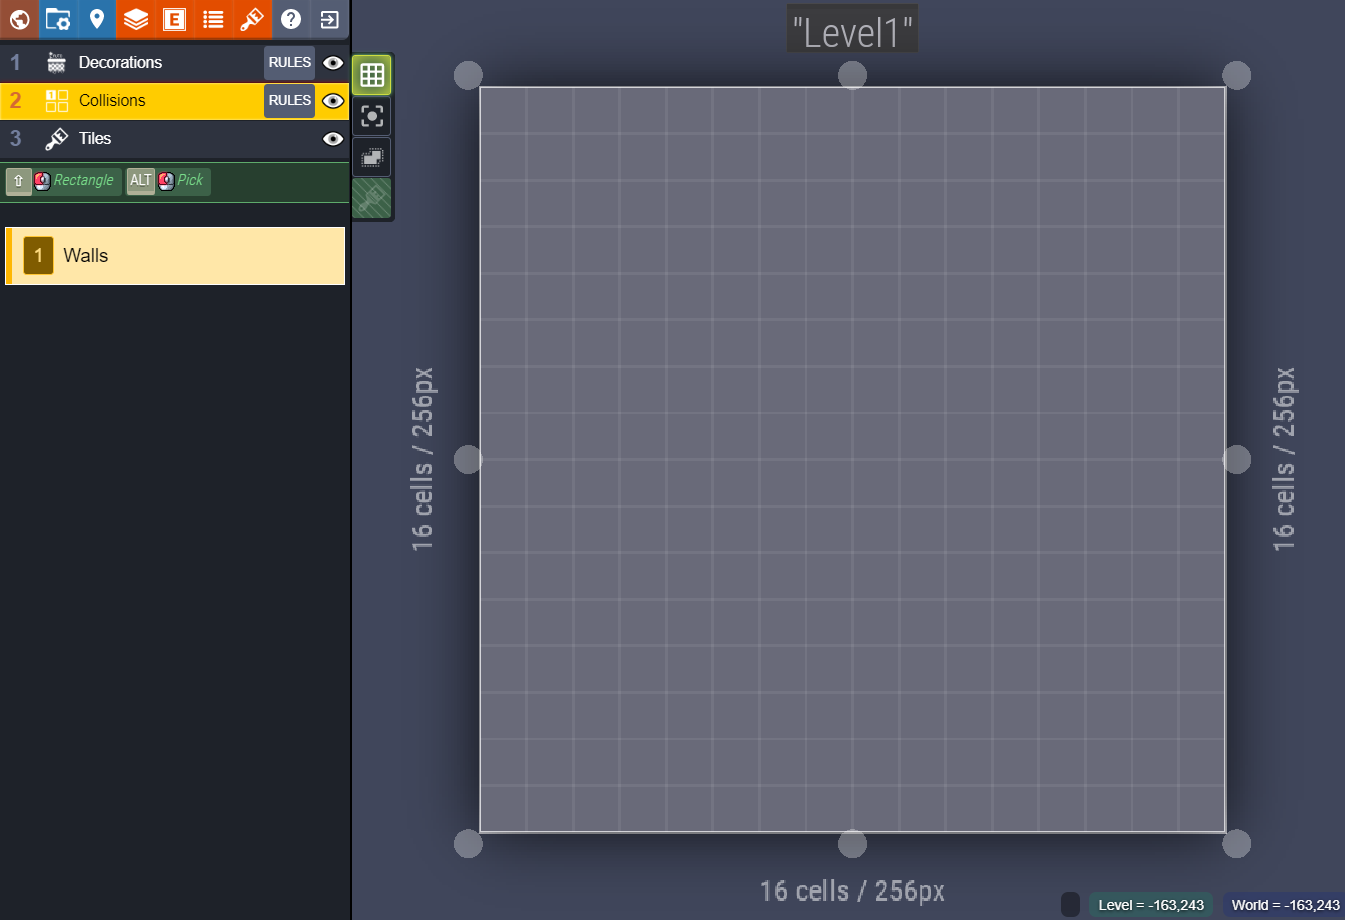 E
?
"Level1"
1 Decorations RULES
2 1 Collisions RULES
3 E Tiles
⇧ Rectangle ALT Pick
1 Walls
16 cells / 256px
16 cells / 256px
16 cells / 256px
Level = -163,243 World = -163,243